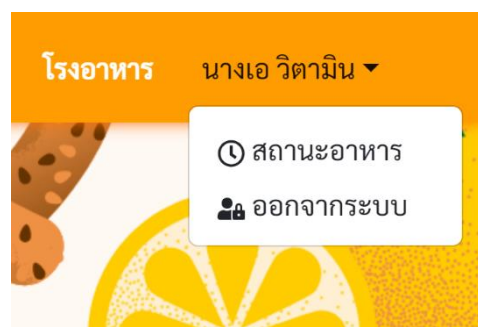 โรงอาหาร นางเอ วิตามิน
สถานะอาหาร
ออกจากระบบ